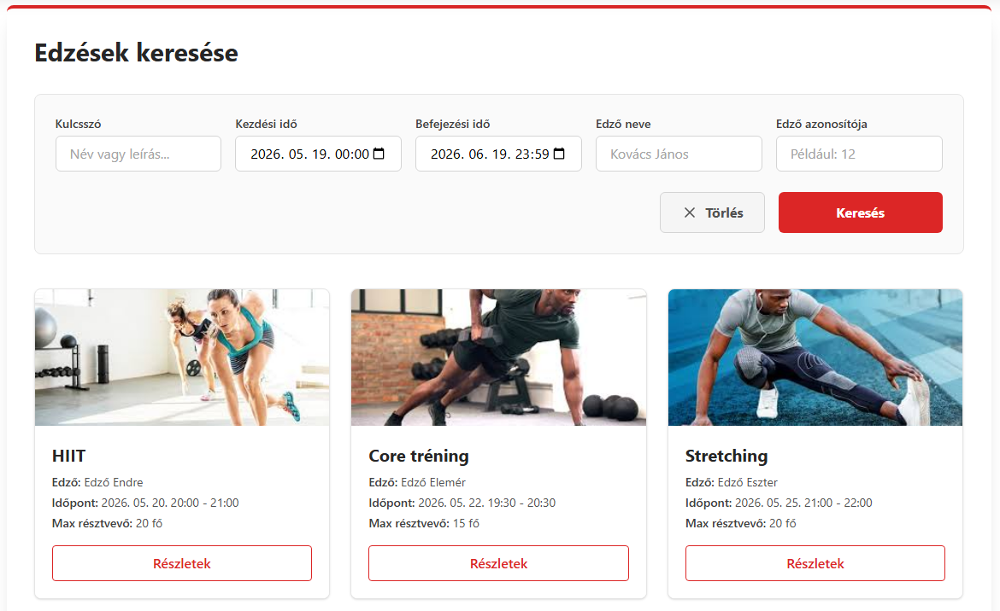 Edzések keresése
Kulcsszó
Kezdési idő
Befejezési idő
Edző neve
Edző azonosítója
Név vagy leírás...
2026. 05. 19. 00:00
2026. 06. 19. 23:59
Kovács János
Például: 12
Törlés
Keresés
HIIT
Edző: Edző Endre
Időpont: 2026. 05. 20. 20:00 - 21:00
Max résztvevő: 20 fő
Részletek
Core tréning
Edző: Edző Elemér
Időpont: 2026. 05. 22. 19:30 - 20:30
Max résztvevő: 15 fő
Részletek
Stretching
Edző: Edző Eszter
Időpont: 2026. 05. 25. 21:00 - 22:00
Max résztvevő: 20 fő
Részletek